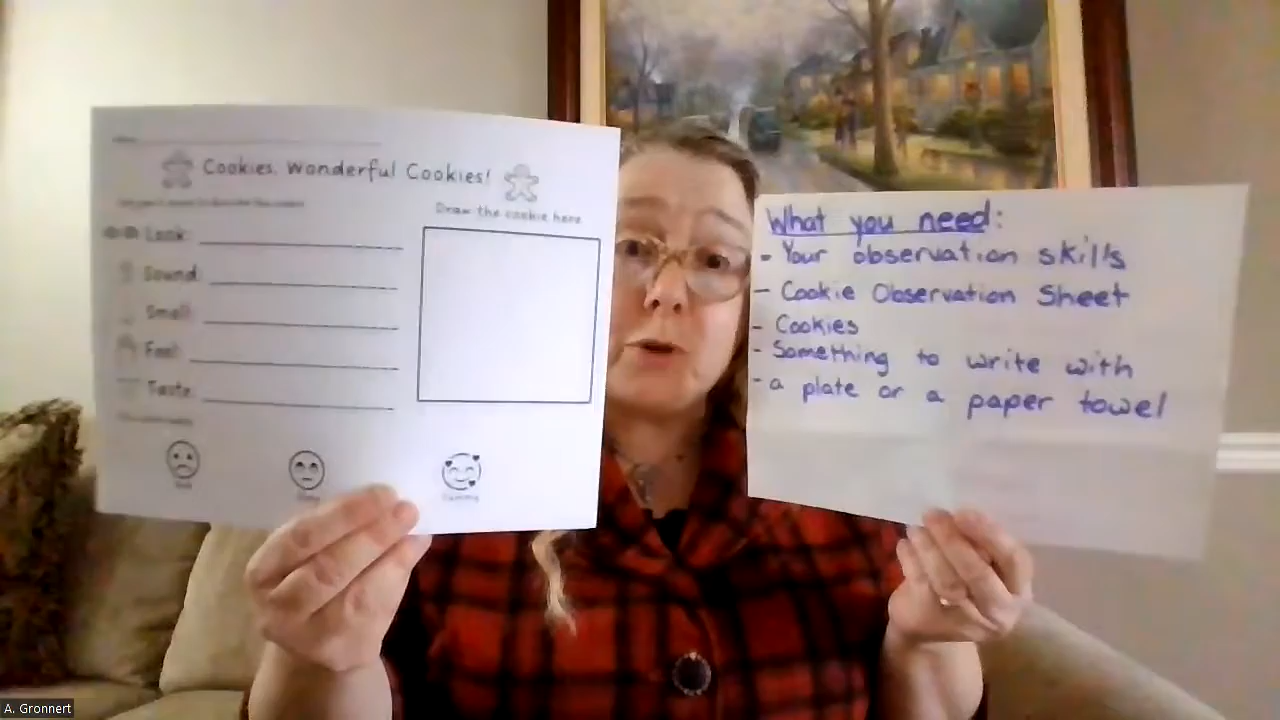 Cookies, Wonderful Cookies!
Draw the cookie here
Look:
Sound:
Smell:
Feel:
Taste:
Yummy
What you need:
- Your observation skills
- Cookie Observation Sheet
- Cookies
- Something to write with
- a plate or a paper towel
A. Gronnert